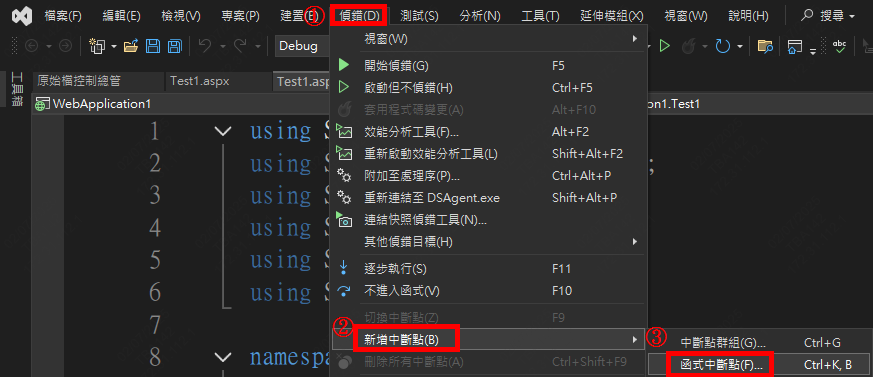 檔案(F) 編輯(E) 檢視(V) 專案(P) 建置(B) ① 偵錯(D) 測試(S) 分析(N) 工具(T) 延伸模組(X) 視窗(W) 說明(H) 搜尋
Debug
視窗(W)
開始偵錯(G) F5
工具箱
原始檔控制總管 Test1.aspx Test1.asp
啟動但不偵錯(H) Ctrl+F5
WebApplication1
套用程式碼變更(A) Alt+F10
on1.Test1
1 using S
效能分析工具(F)... Alt+F2
2 using S ;
重新啟動效能分析工具(L) Shift+Alt+F2
附加至處理序(P)... Ctrl+Alt+P
3 using S
重新連結至 DSAgent.exe Shift+Alt+P
4 using S
連結快照偵錯工具(N)...
其他偵錯目標(H)
5 using S
逐步執行(S) F11
6 using S
不進入函式(V) F10
切換中斷點(Z) F9
7
② 新增中斷點(B)
③ 中斷點群組(G)... Ctrl+G
8 namespa
刪除所有中斷點(A) Ctrl+Shift+F9
函式中斷點(F)... Ctrl+K, B
abc